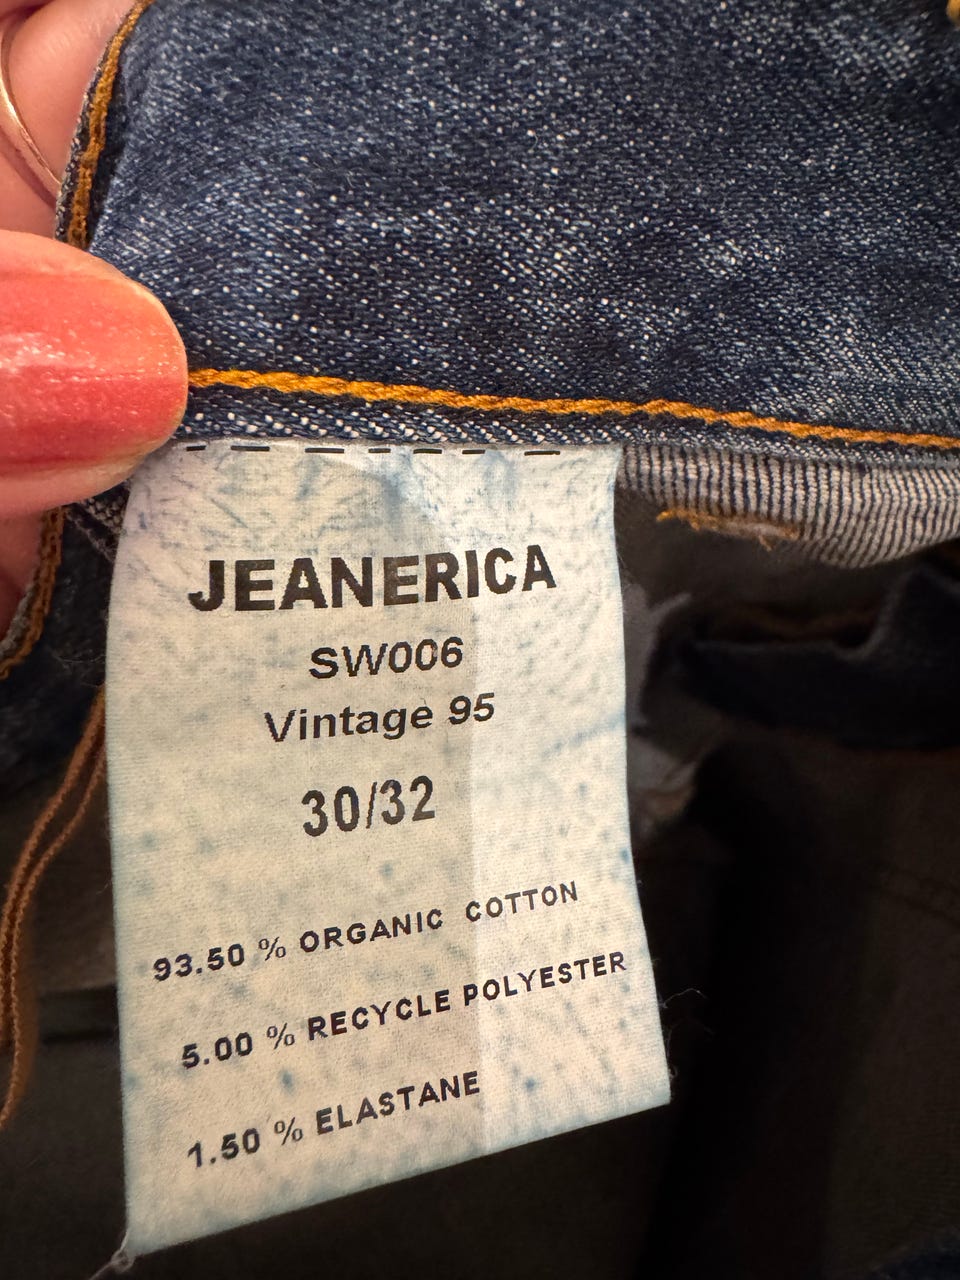 JEANERICA
SW006
Vintage 95
30/32
93.50 % ORGANIC COTTON
5.00 % RECYCLE POLYESTER
1.50 % ELASTANE